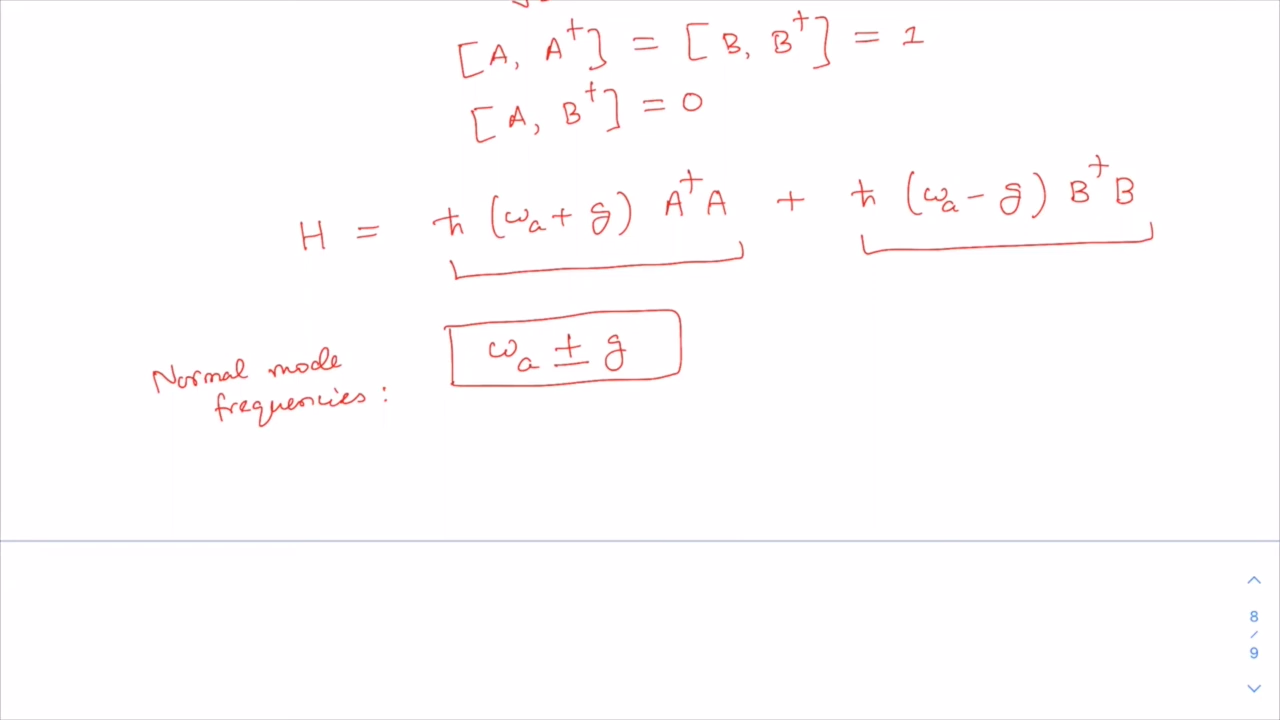 [A, A†] = [B, B†] = 1
[A, B†] = 0
H = ħ (ωₐ + g) A†A + ħ (ωₐ - g) B†B
Normal mode
frequencies :
ωₐ ± g
8
/
9